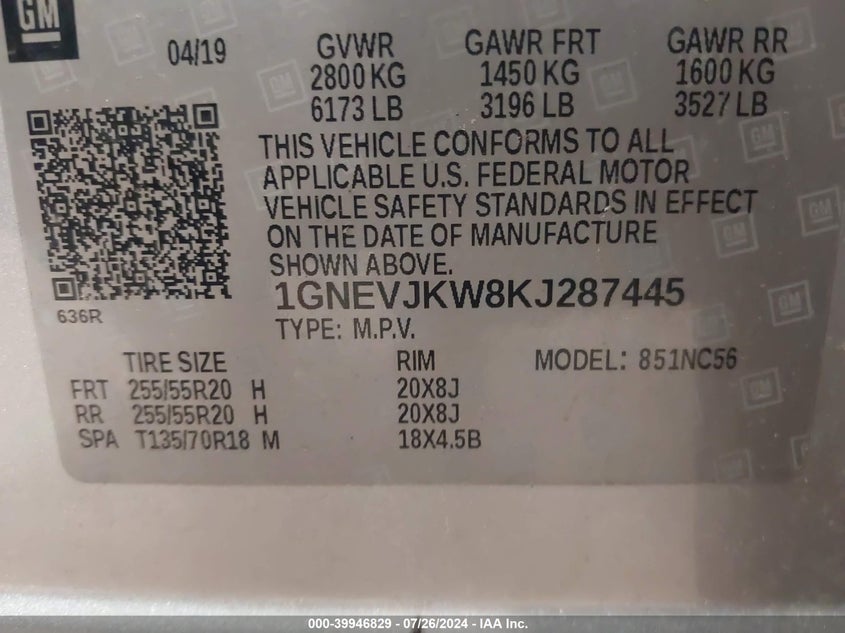 GM
04/19 GVWR GAWR FRT GAWR RR
2800 KG 1450 KG 1600 KG
6173 LB 3196 LB 3527 LB
THIS VEHICLE CONFORMS TO ALL
APPLICABLE U.S. FEDERAL MOTOR
VEHICLE SAFETY STANDARDS IN EFFECT
ON THE DATE OF MANUFACTURE
SHOWN ABOVE.
1GNEVJKW8KJ287445
636R
TYPE: M.P.V.
TIRE SIZE RIM MODEL: 851NC56
FRT 255/55R20 H 20X8J
RR 255/55R20 H 20X8J
SPA T135/70R18 M 18X4.5B
000-39946829 - 07/26/2024 - IAA Inc.